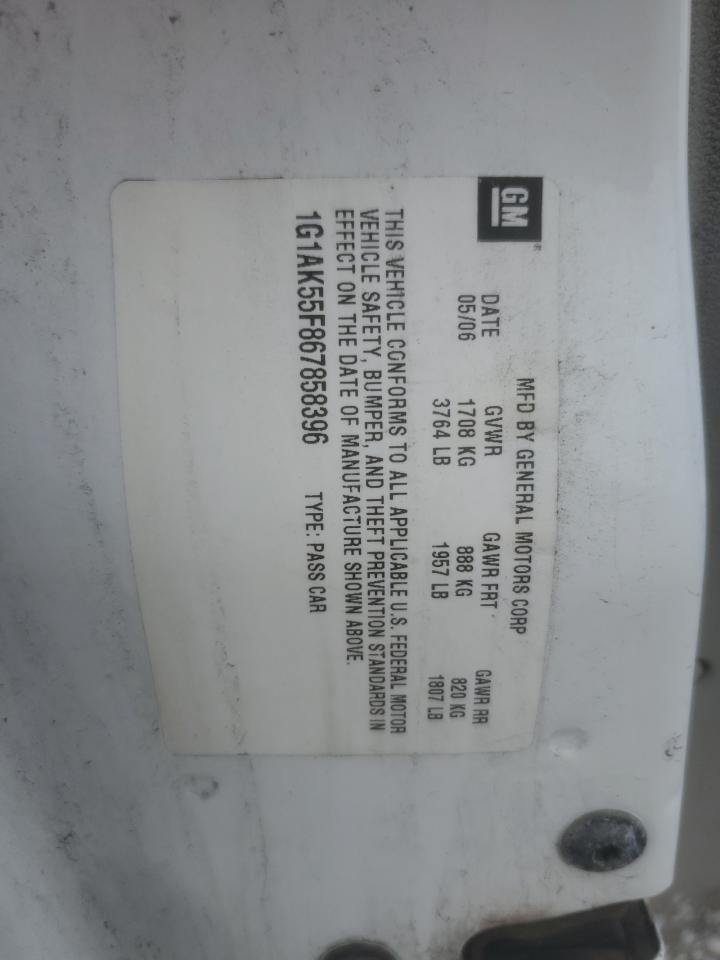 GM
MFD BY GENERAL MOTORS CORP
DATE GVWR GAWR FRT GAWR RR
05/06 1708 KG 888 KG 820 KG
3764 LB 1957 LB 1807 LB
THIS VEHICLE CONFORMS TO ALL APPLICABLE U.S. FEDERAL MOTOR
VEHICLE SAFETY, BUMPER, AND THEFT PREVENTION STANDARDS IN
EFFECT ON THE DATE OF MANUFACTURE SHOWN ABOVE.
1G1AK55F867858396 TYPE: PASS CAR